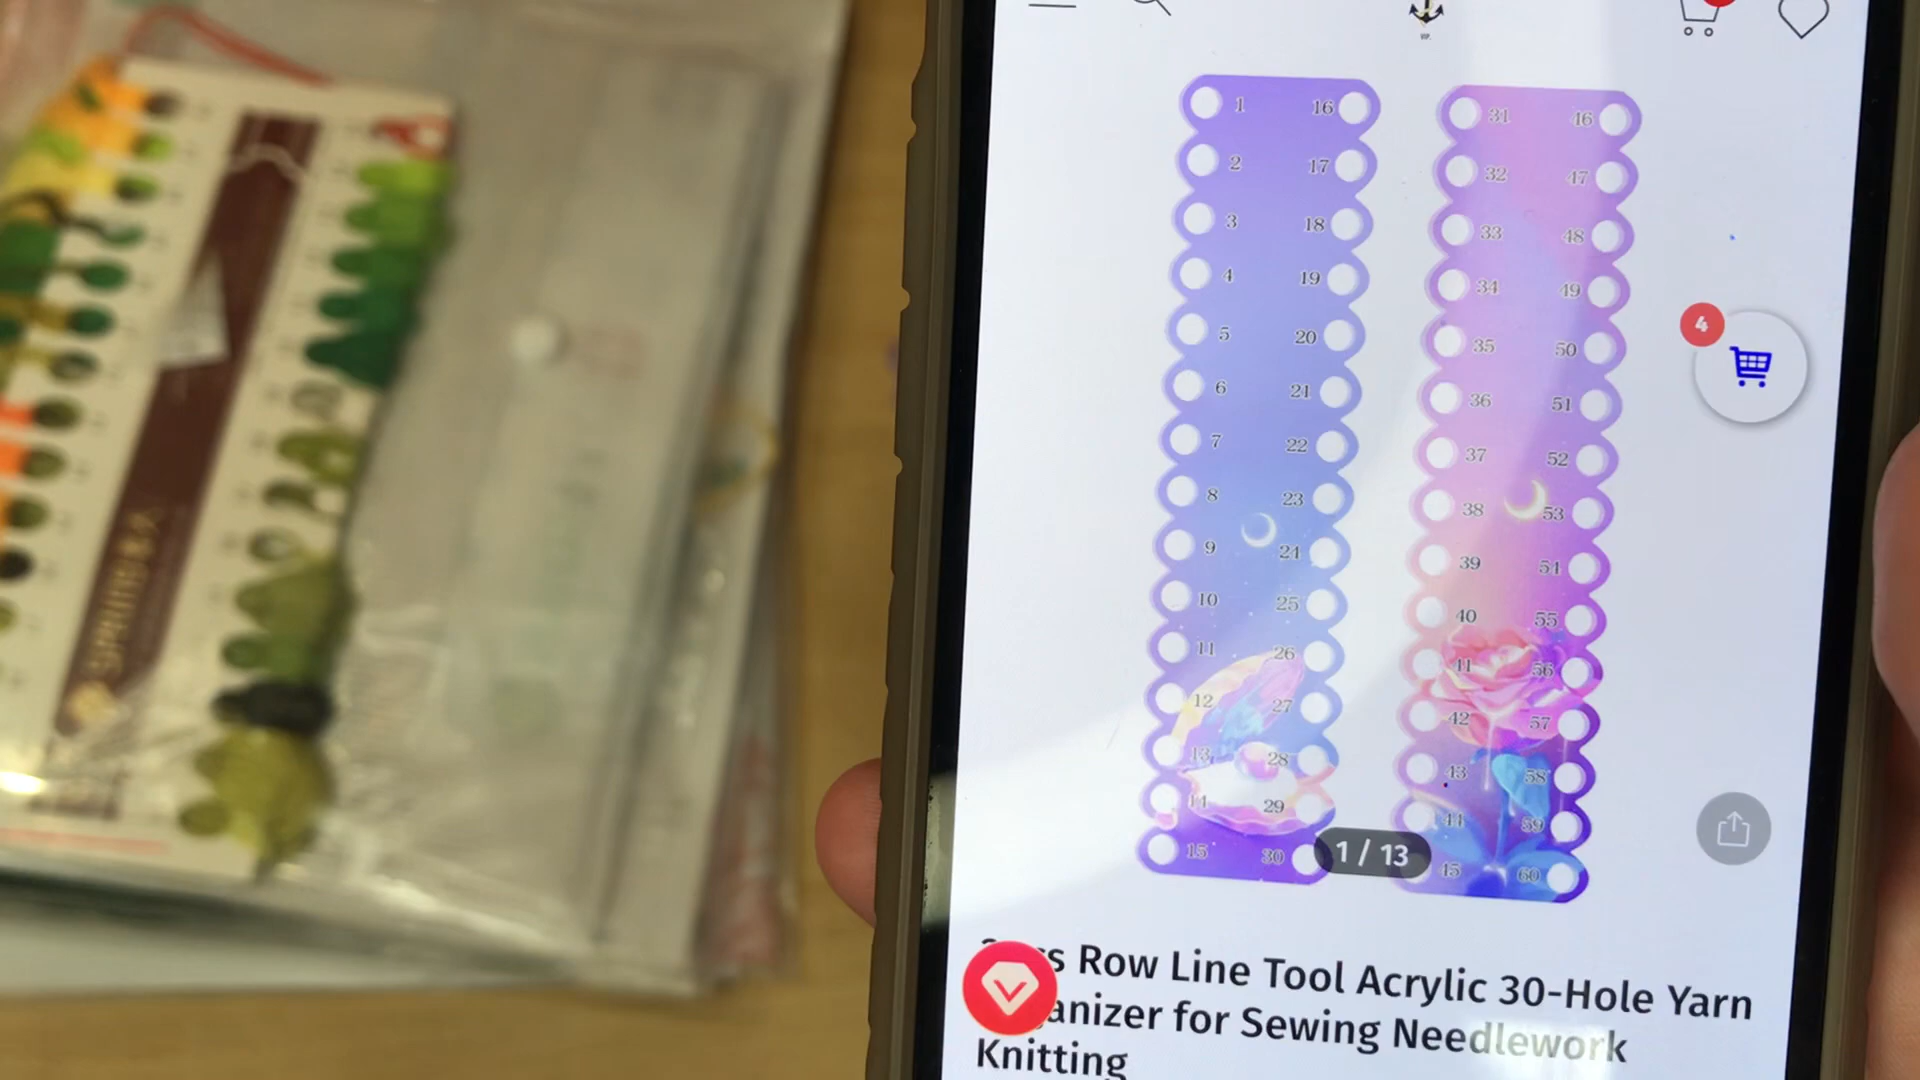 VIP.
1 16 31 46
2 17 32 47
3 18 33 48
4 19 34 49
5 20 35 50
6 21 36 51
7 22 37 52
8 23 38 53
9 24 39 54
10 25 40 55
11 26 41 56
12 27 42 57
13 28 43 58
14 29 44 59
15 30 45 60
4
1 / 13
Row Line Tool Acrylic 30-Hole Yarn
for Sewing Needlework
Knitting